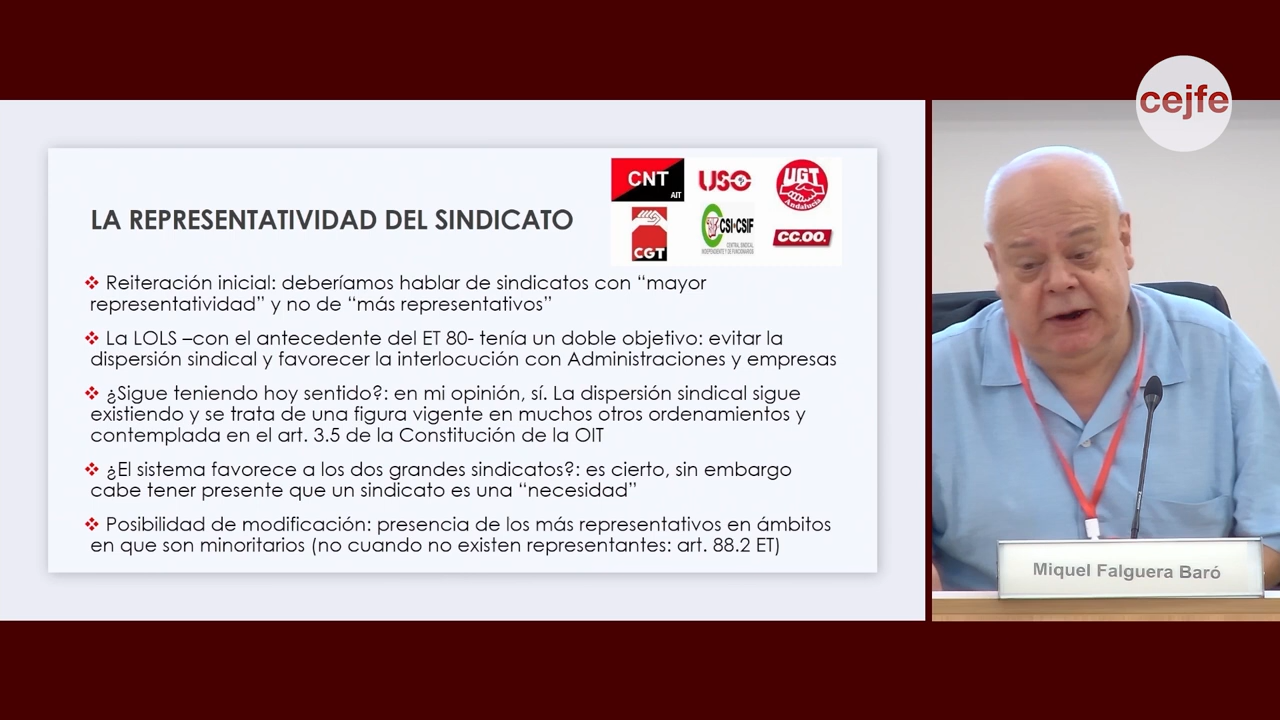 cejfe
LA REPRESENTATIVIDAD DEL SINDICATO
CNT
AIT
USO
UGT
Andalucía
CGT
CSI•CSIF
CENTRAL SINDICAL
INDEPENDIENTE Y DE FUNCIONARIOS
CC.OO.
❖ Reiteración inicial: deberíamos hablar de sindicatos con “mayor
representatividad” y no de “más representativos”
❖ La LOLS –con el antecedente del ET 80- tenía un doble objetivo: evitar la
dispersión sindical y favorecer la interlocución con Administraciones y empresas
❖ ¿Sigue teniendo hoy sentido?: en mi opinión, sí. La dispersión sindical sigue
existiendo y se trata de una figura vigente en muchos otros ordenamientos y
contemplada en el art. 3.5 de la Constitución de la OIT
❖ ¿El sistema favorece a los dos grandes sindicatos?: es cierto, sin embargo
cabe tener presente que un sindicato es una “necesidad”
❖ Posibilidad de modificación: presencia de los más representativos en ámbitos
en que son minoritarios (no cuando no existen representantes: art. 88.2 ET)
Miquel Falguera Baró